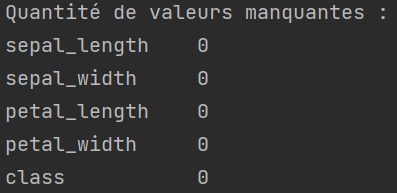 Quantité de valeurs manquantes :
sepal_length    0
sepal_width     0
petal_length    0
petal_width     0
class           0